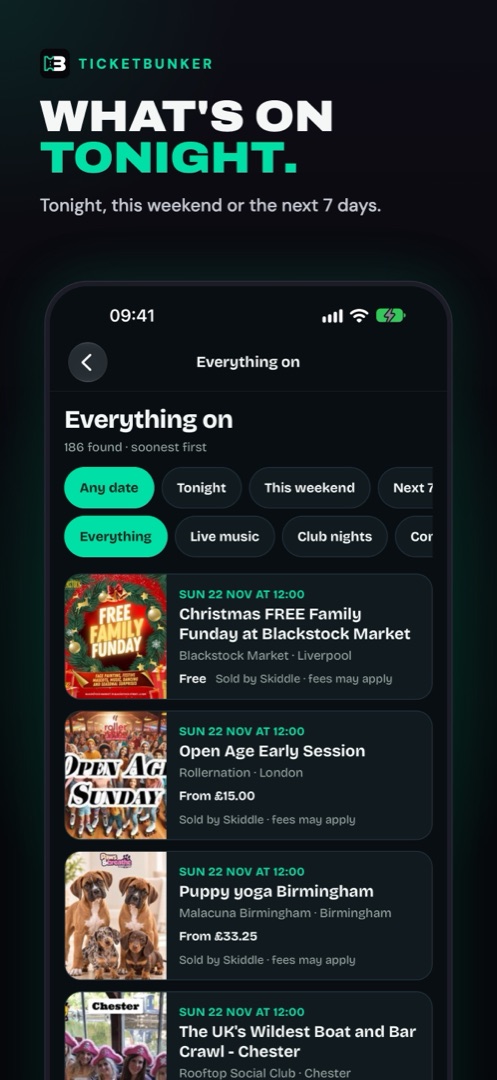 TICKETBUNKER
WHAT'S ON
TONIGHT.
Tonight, this weekend or the next 7 days.
09:41
Everything on
Everything on
186 found · soonest first
Any date
Tonight
This weekend
Next 7
Everything
Live music
Club nights
FREE
FAMILY
FUNDAY
SUN 22 NOV AT 12:00
Christmas FREE Family
Funday at Blackstock Market
Blackstock Market · Liverpool
Free Sold by Skiddle · fees may apply
OPEN AGE
SUNDAY
SUN 22 NOV AT 12:00
Open Age Early Session
Rollernation · London
From £15.00
Sold by Skiddle · fees may apply
SUN 22 NOV AT 12:00
Puppy yoga Birmingham
Malacuna Birmingham · Birmingham
From £33.25
Sold by Skiddle · fees may apply
Chester
SUN 22 NOV AT 12:00
The UK's Wildest Boat and Bar
Crawl - Chester
Rooftop Social Club · Chester